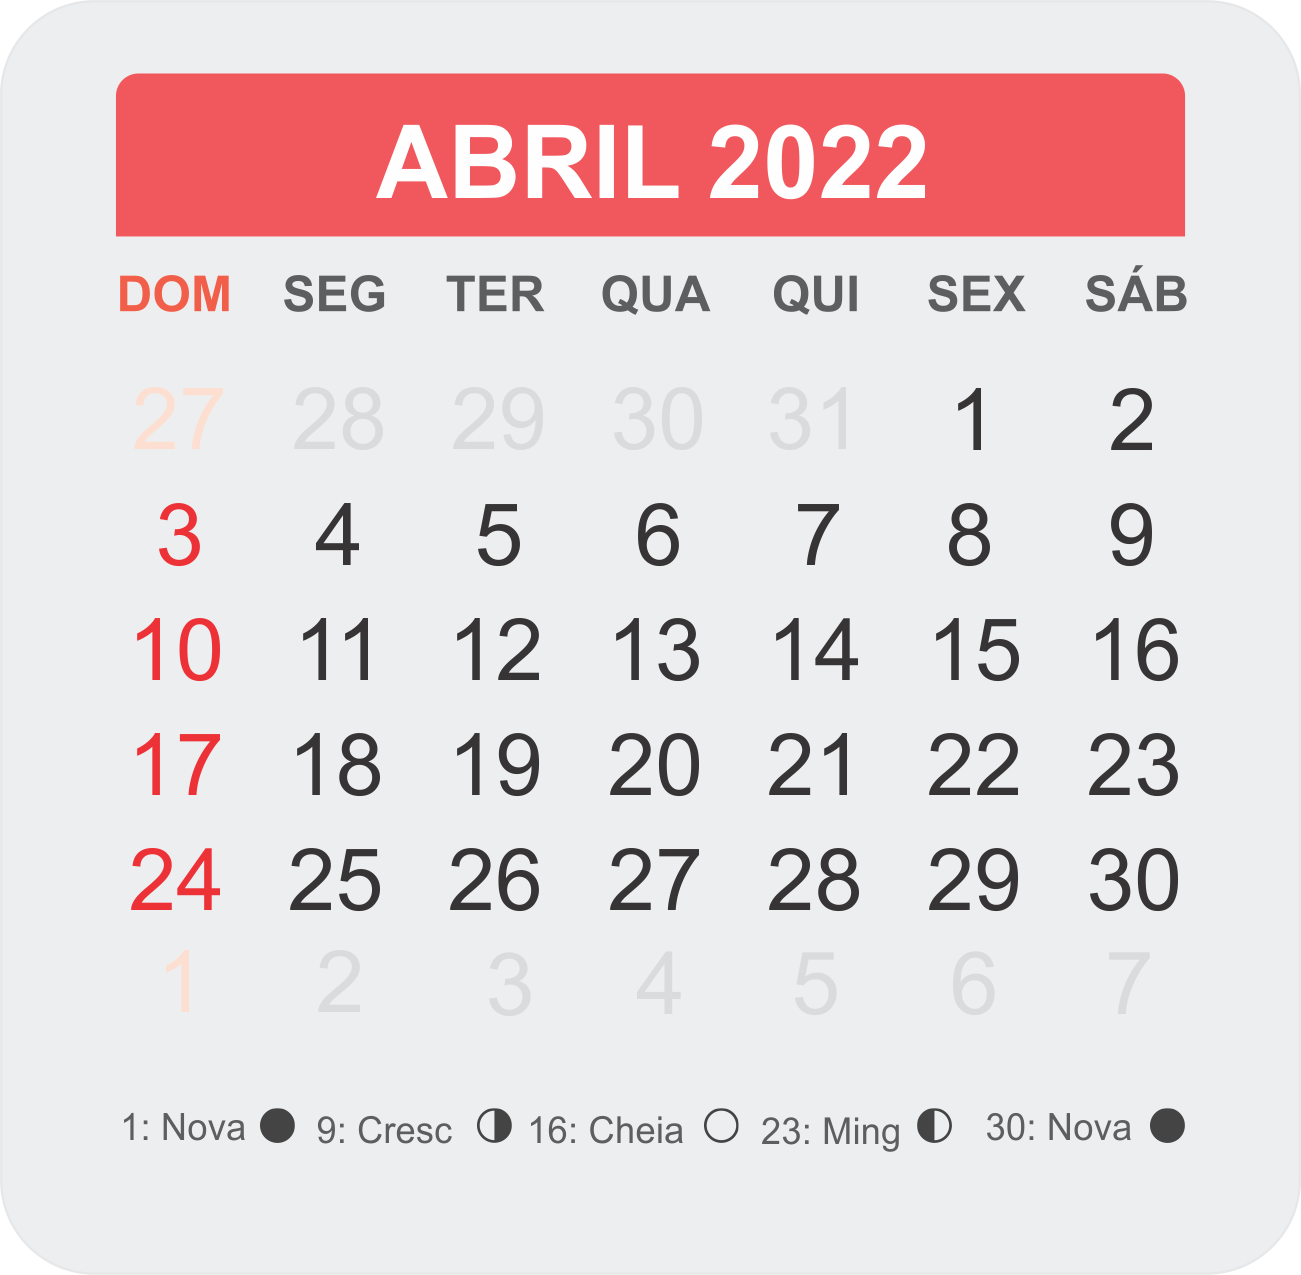 ABRIL 2022
DOM SEG TER QUA QUI SEX SÁB
27 28 29 30 31 1 2
3 4 5 6 7 8 9
10 11 12 13 14 15 16
17 18 19 20 21 22 23
24 25 26 27 28 29 30
1 2 3 4 5 6 7
1: Nova 9: Cresc 16: Cheia 23: Ming 30: Nova